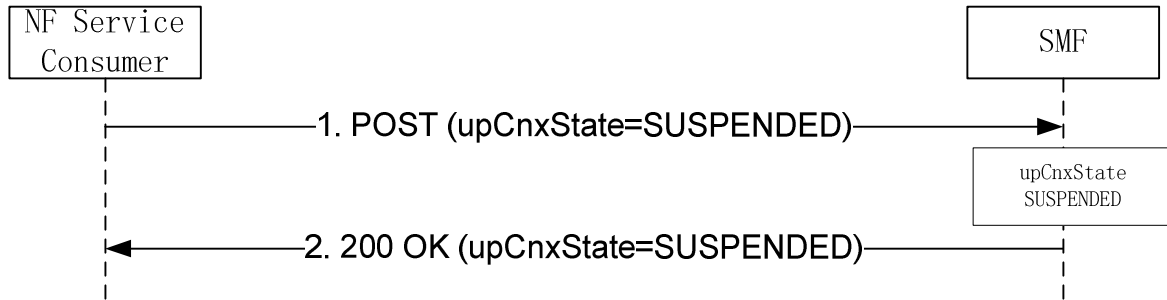 NF Service
Consumer
SMF
1. POST (upCnxState=SUSPENDED)
upCnxState
SUSPENDED
2. 200 OK (upCnxState=SUSPENDED)